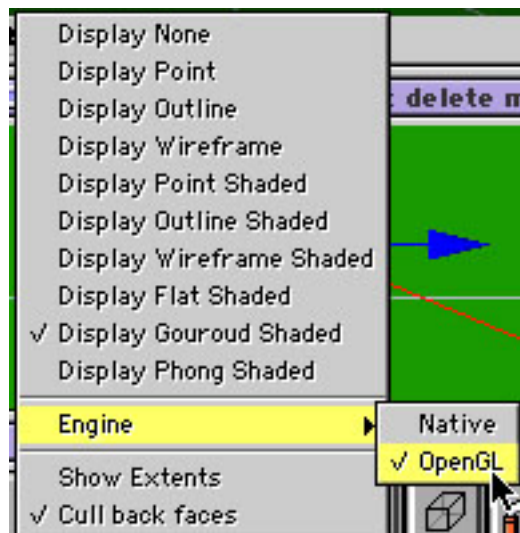 Display None
Display Point
Display Outline
Display Wireframe
Display Point Shaded
Display Outline Shaded
Display Wireframe Shaded
Display Flat Shaded
✓ Display Gouroud Shaded
Display Phong Shaded
Engine
Show Extents
✓ Cull back faces
delete m
Native
✓ OpenGL